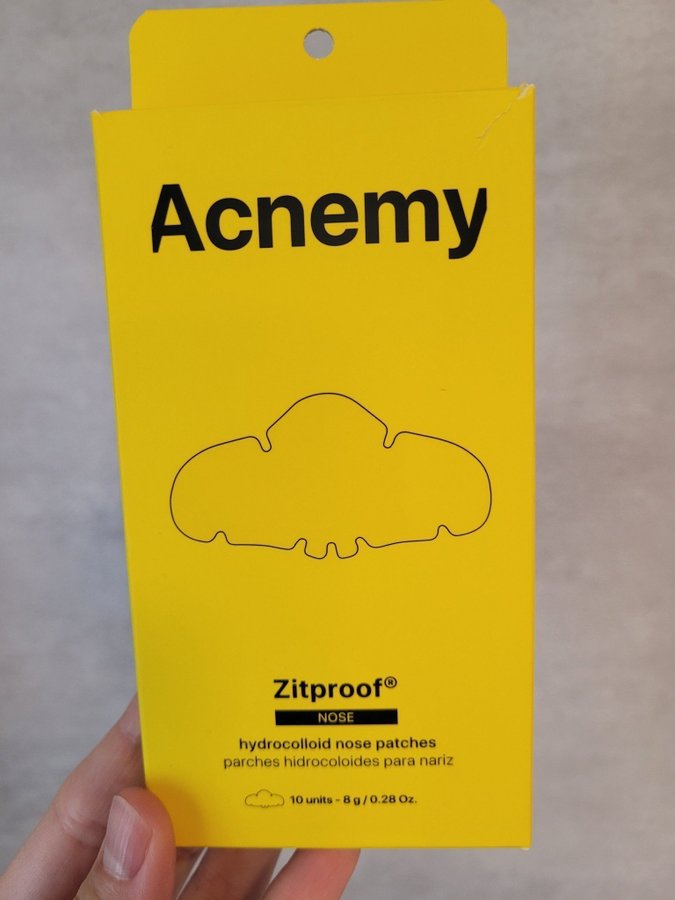 Acnemy
Zitproof®
NOSE
hydrocolloid nose patches
parches hidrocoloides para nariz
10 units - 8 g / 0.28 Oz.